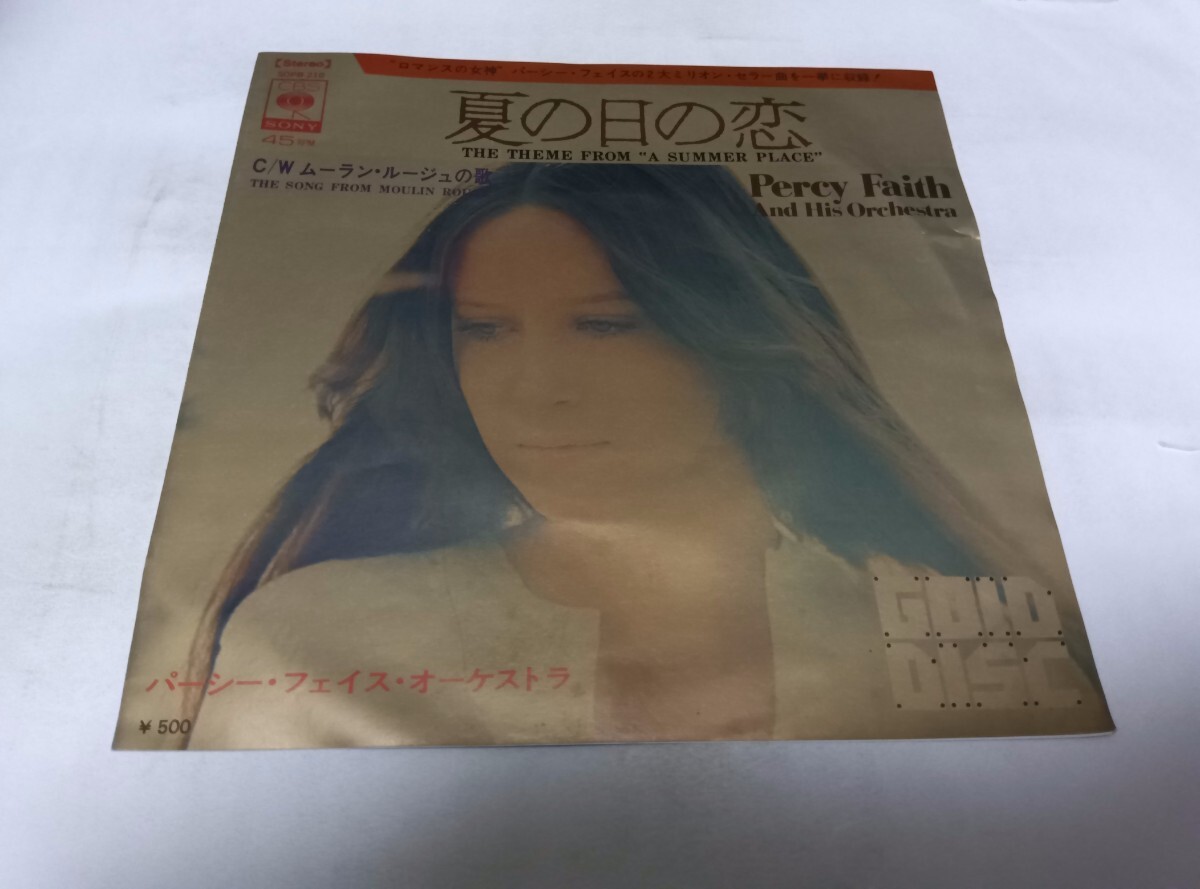 [Stereo]
SOPB 218
"ロマンスの女神" パーシー・フェイスの2大ミリオン・セラー曲を一挙に収録!
CBS
SONY
45 RPM
夏の日の恋
THE THEME FROM "A SUMMER PLACE"
C/W ムーラン・ルージュの歌
THE SONG FROM MOULIN ROU
Percy Faith
And His Orchestra
GOLD
DISC
パーシー・フェイス・オーケストラ
¥500